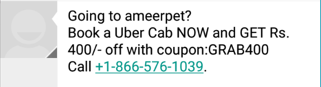 Going to ameerpet?
Book a Uber Cab NOW and GET Rs.
400/- off with coupon:GRAB400
Call +1-866-576-1039.